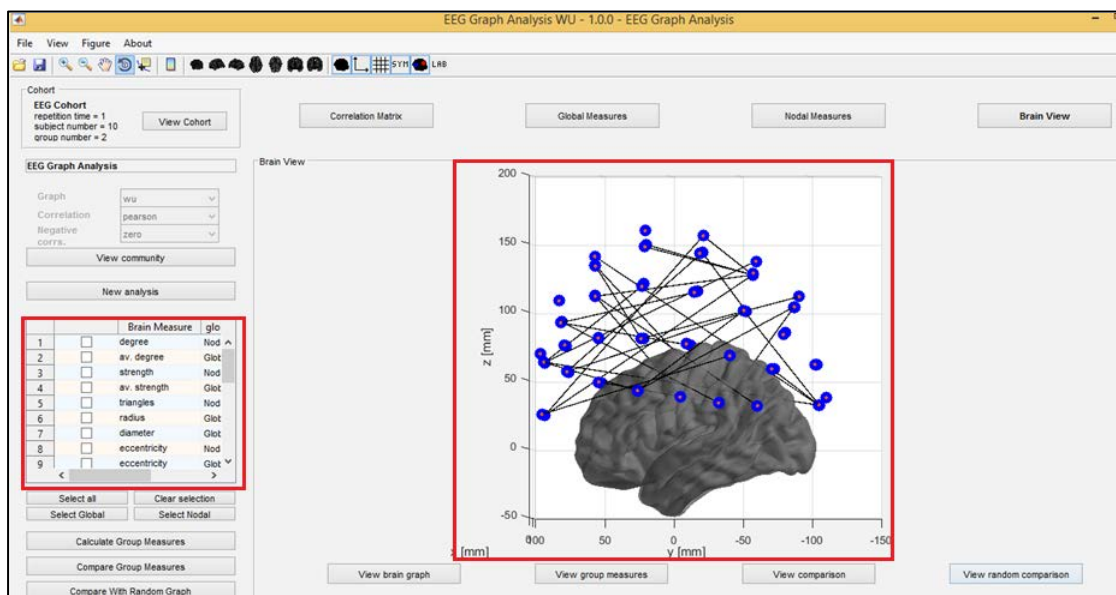 EEG Graph Analysis WU - 1.0.0 - EEG Graph Analysis
File View Figure About
SYM LAB
Cohort
EEG Cohort
repetition time = 1
subject number = 10
group number = 2
View Cohort
Correlation Matrix
Global Measures
Nodal Measures
Brain View
EEG Graph Analysis
Graph wu
Correlation pearson
Negative corrs. zero
View community
New analysis
Brain Measure glo
1 degree Nod
2 av. degree Glot
3 strength Nod
4 av. strength Glot
5 triangles Nod
6 radius Glot
7 diameter Glot
8 eccentricity Nod
9 eccentricity Glot
Select all Clear selection
Select Global Select Nodal
Calculate Group Measures
Compare Group Measures
Compare With Random Graph
Brain View
200
150
100
50
0
-50
z [mm]
100 50 0 -50 -100 -150
x [mm] y [mm]
View brain graph
View group measures
View comparison
View random comparison